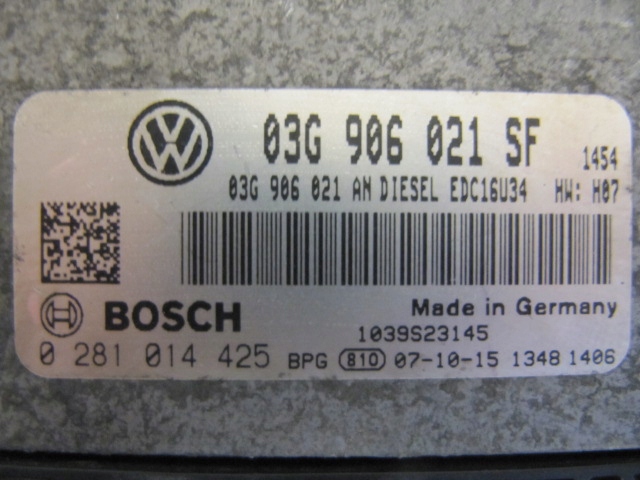 03G 906 021 SF 1454
03G 906 021 AN DIESEL EDC16U34 HW: H07
BOSCH Made in Germany
1039S23145
0 281 014 425 BPG 810 07-10-15 1348 1406